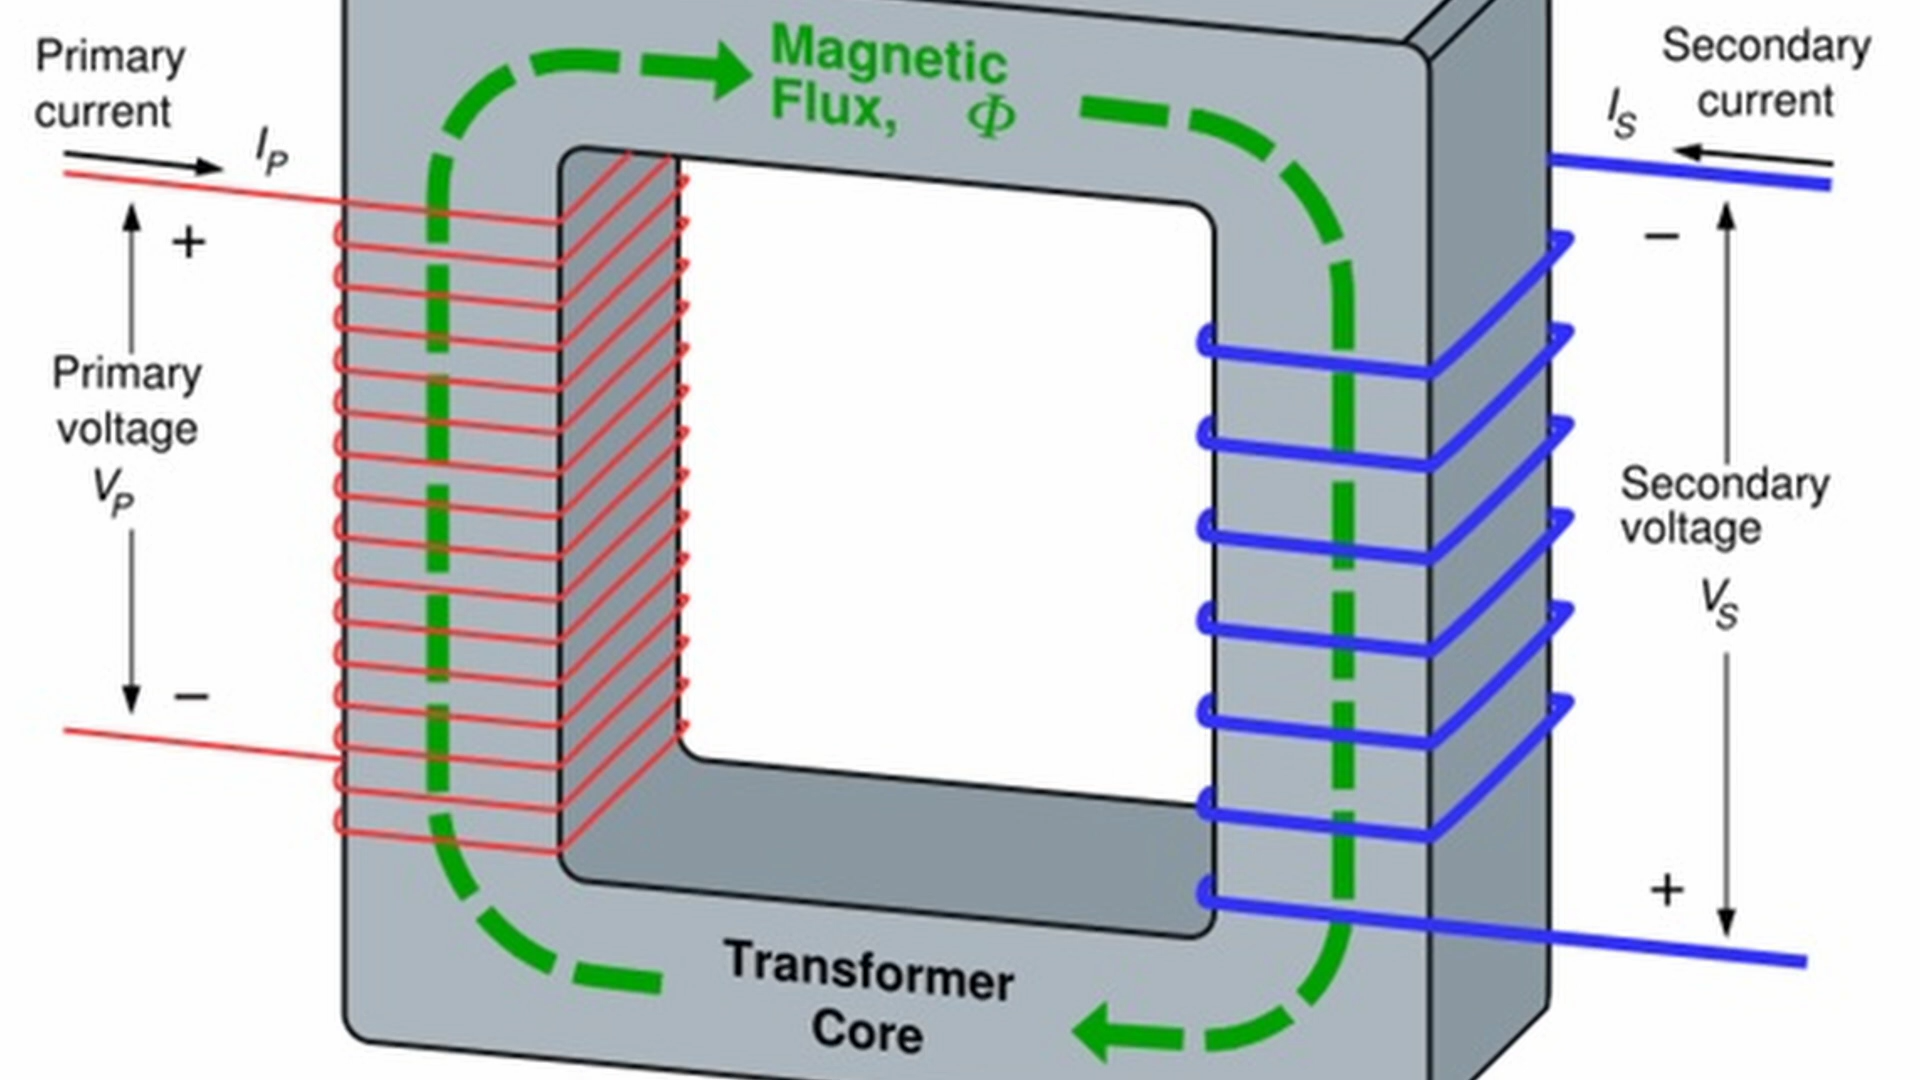 Primary
current
I_P
+
Primary
voltage
V_P
−
Magnetic
Flux, Φ
Transformer
Core
Secondary
current
I_S
−
Secondary
voltage
V_S
+